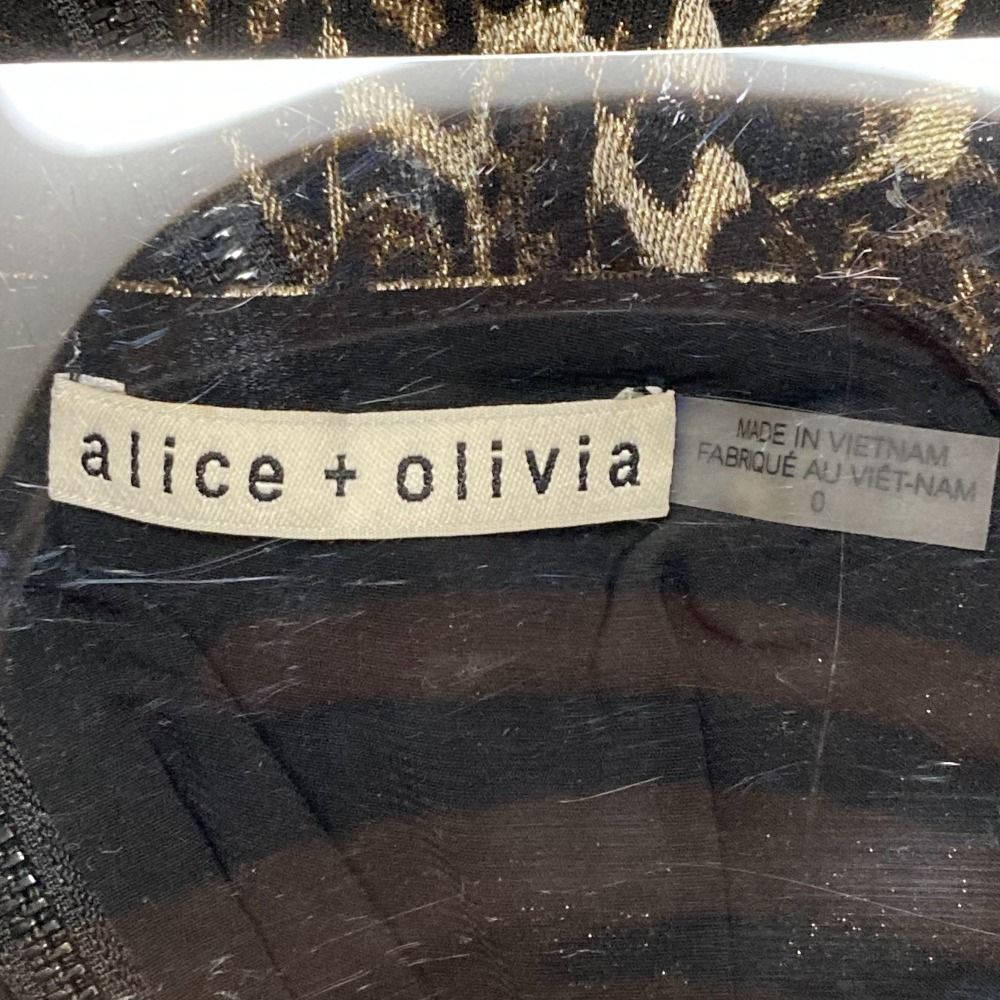 alice + olivia
MADE IN VIETNAM
FABRIQUÉ AU VIÊT-NAM
0